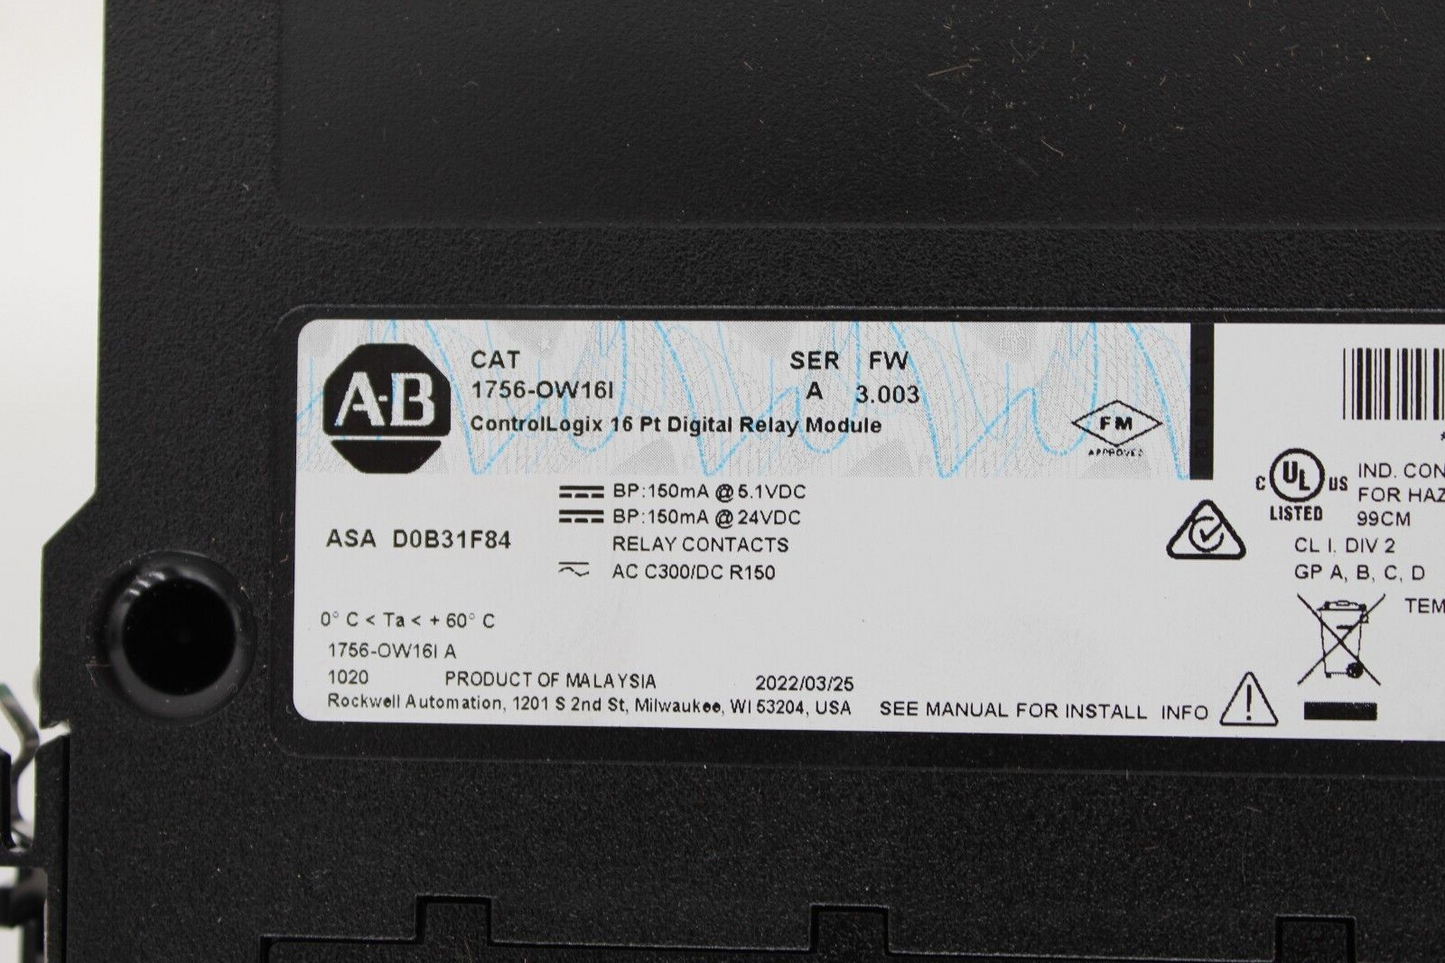 A-B
CAT SER FW
1756-OW16I A 3.003
ControlLogix 16 Pt Digital Relay Module
FM
APPROVED
BP:150mA @ 5.1VDC
BP:150mA @ 24VDC
ASA D0B31F84
RELAY CONTACTS
AC C300/DC R150
0° C < Ta < + 60° C
1756-OW16I A
1020 PRODUCT OF MALAYSIA 2022/03/25
Rockwell Automation, 1201 S 2nd St, Milwaukee, WI 53204, USA
SEE MANUAL FOR INSTALL INFO
C UL US
LISTED
IND. CON
FOR HAZ
99CM
CL I. DIV 2
GP A, B, C, D
TEM